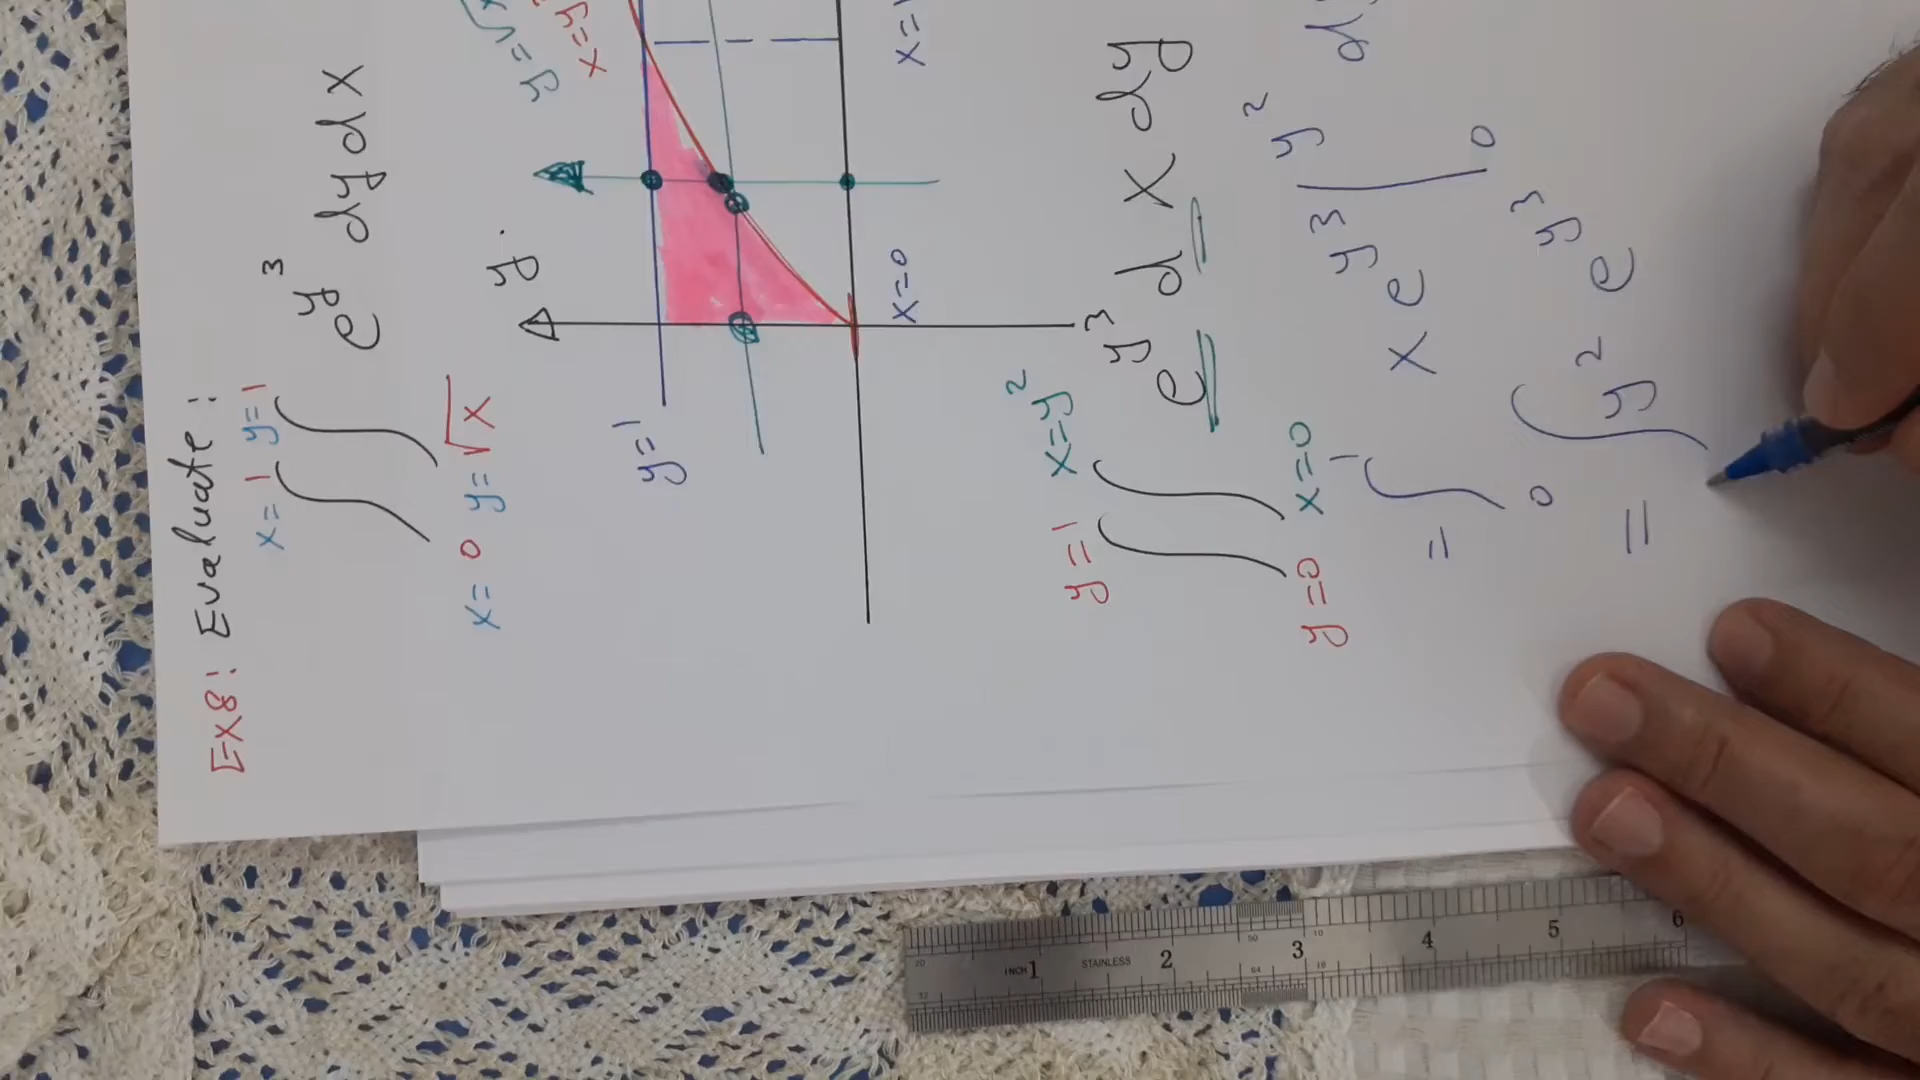 Ex8: Evaluate:
x=1 y=1
e^{y^3} dy dx
x=0 y=√x
y
y=1
x=y
y=√x
x=0
x=1
y=1 x=y^2
∫∫ e^{y^3} dx dy
y=0 x=0
= ∫_0^1 x e^{y^3} |_0^{y^2} dy
= ∫ y^2 e^{y^3}
INCH 1 STAINLESS 2 3 4 5 6